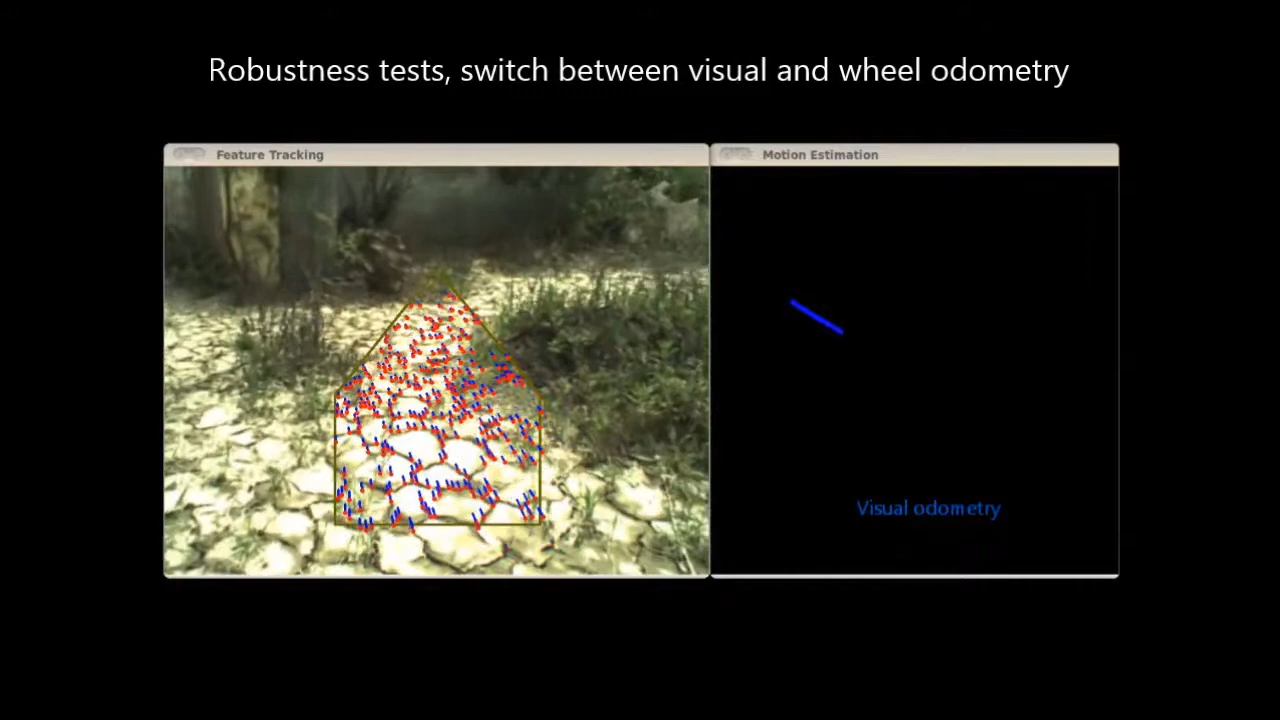 Robustness tests, switch between visual and wheel odometry
Feature Tracking
Motion Estimation
Visual odometry